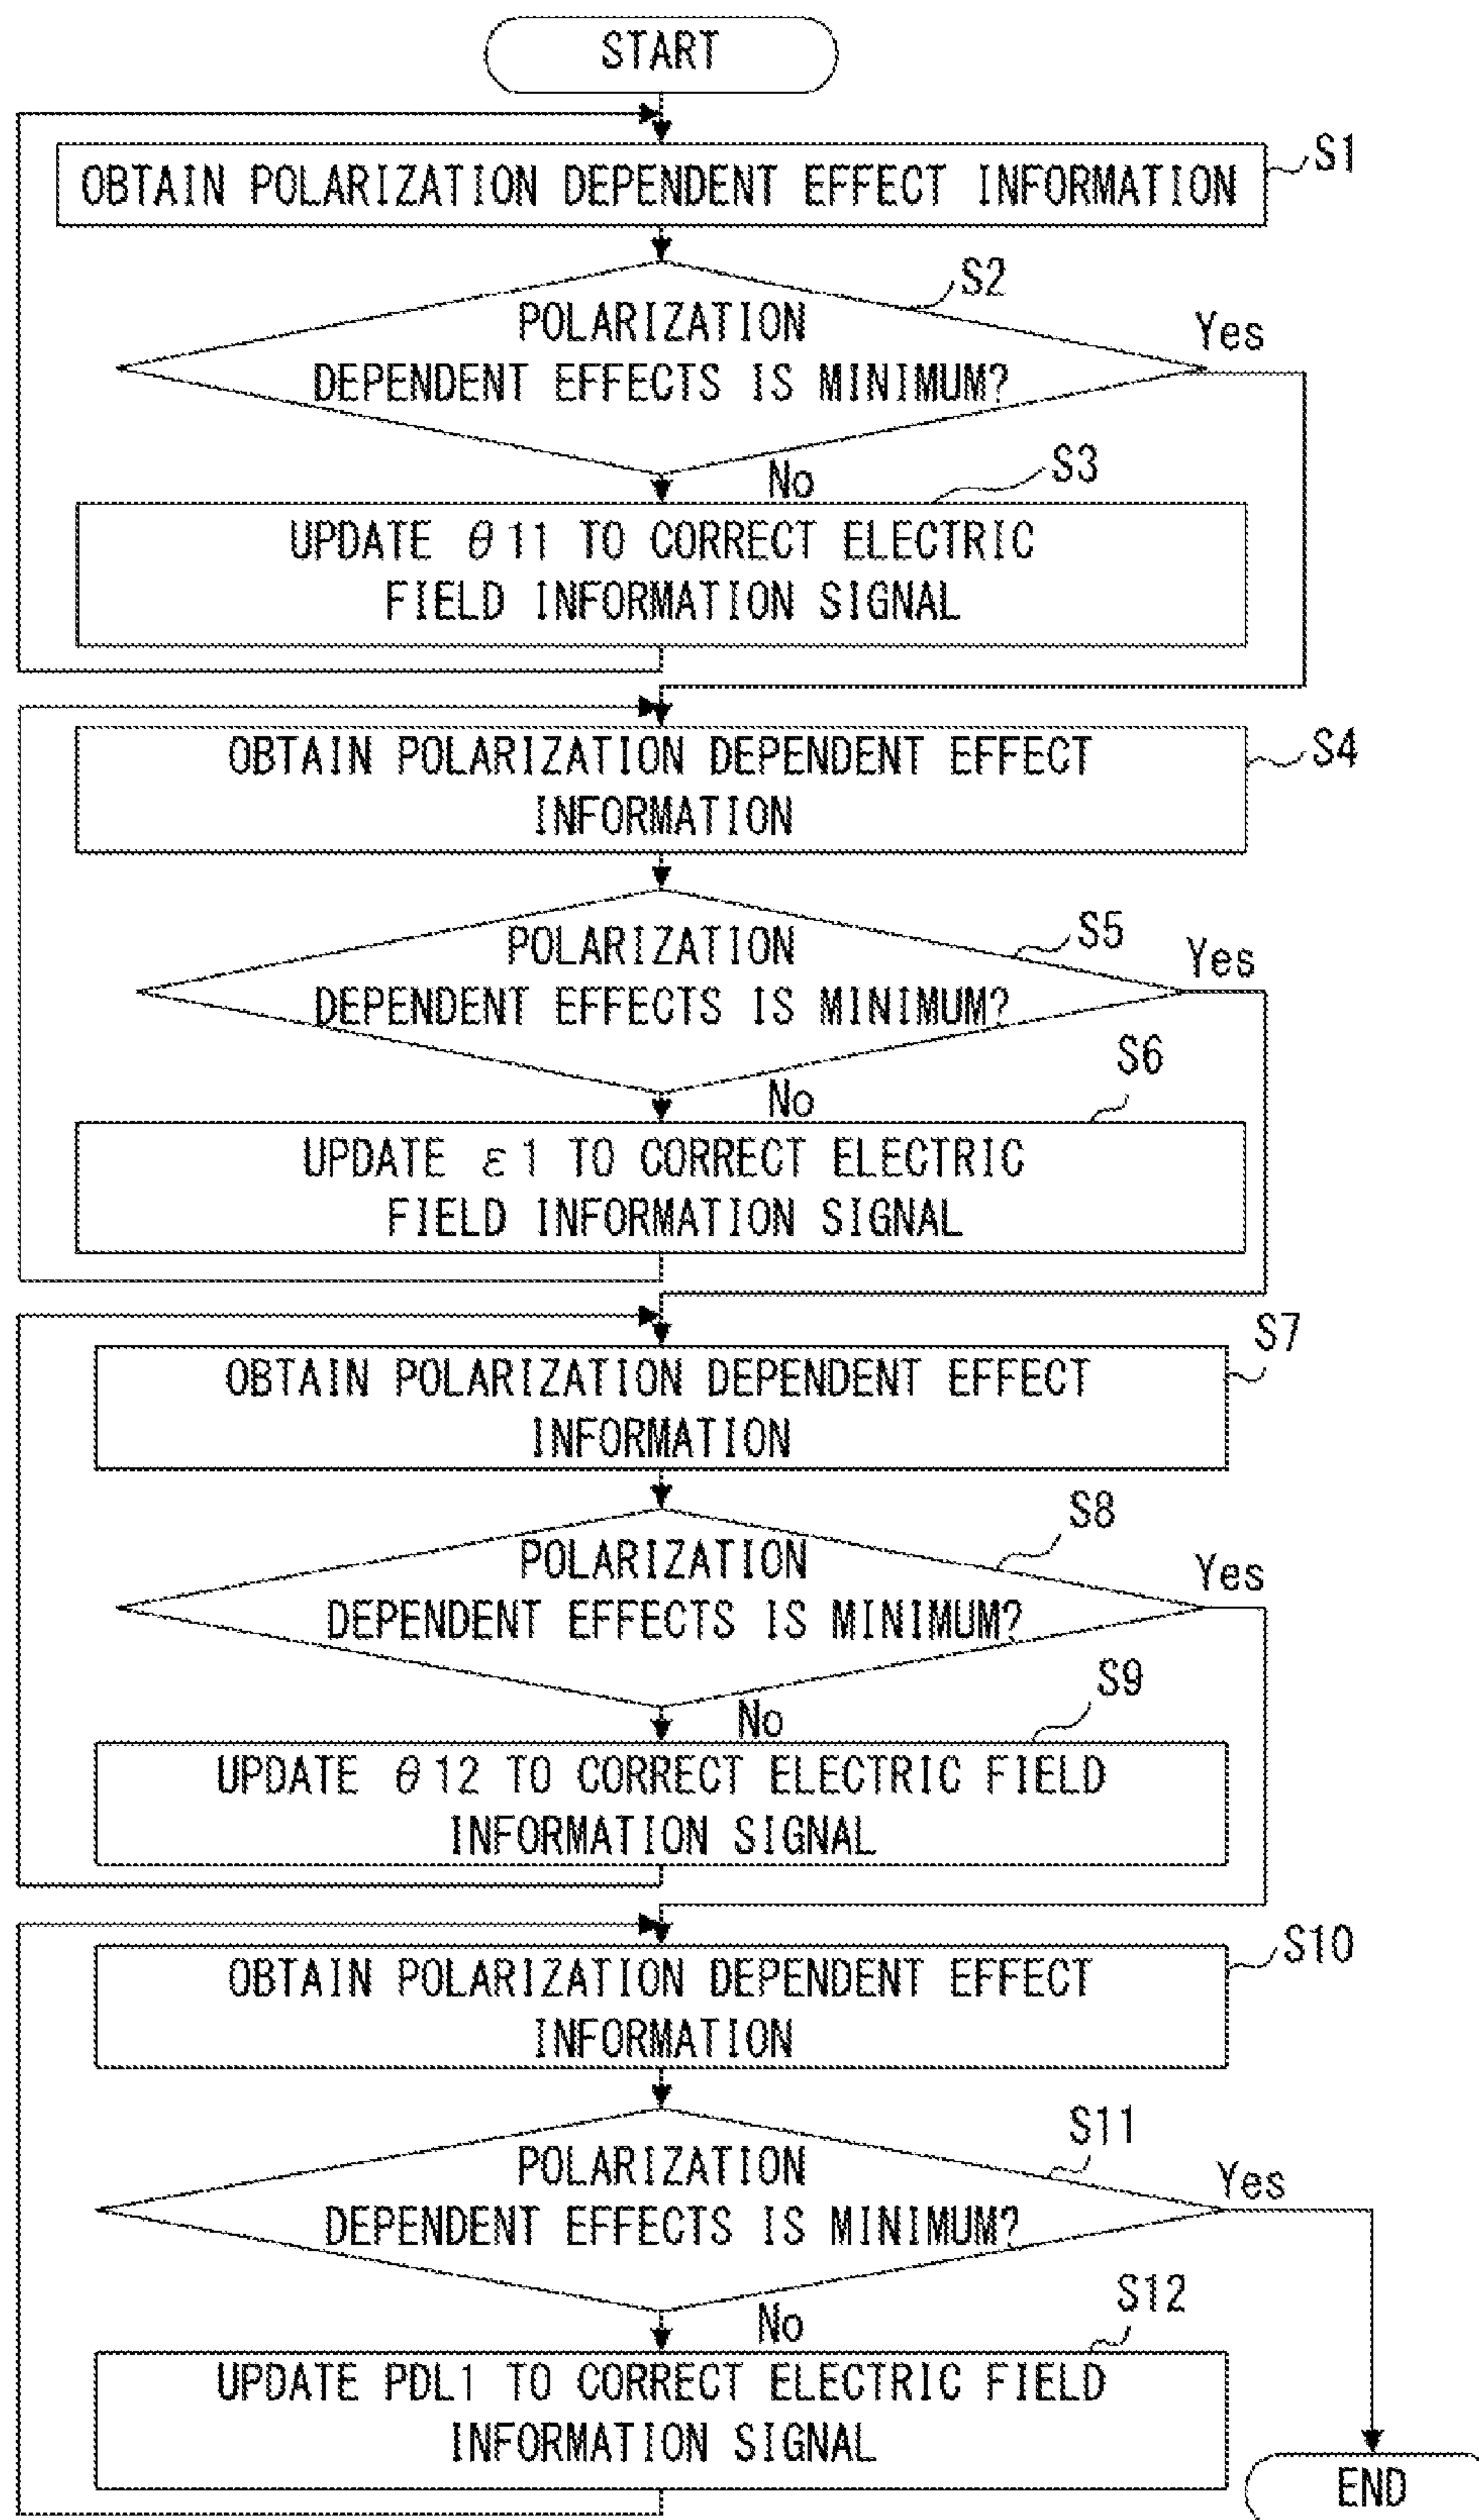 START
S1
OBTAIN POLARIZATION DEPENDENT EFFECT INFORMATION
S2
POLARIZATION
DEPENDENT EFFECTS IS MINIMUM?
Yes
No
S3
UPDATE θ11 TO CORRECT ELECTRIC
FIELD INFORMATION SIGNAL
S4
OBTAIN POLARIZATION DEPENDENT EFFECT
INFORMATION
S5
POLARIZATION
DEPENDENT EFFECTS IS MINIMUM?
Yes
No
S6
UPDATE ε1 TO CORRECT ELECTRIC
FIELD INFORMATION SIGNAL
S7
OBTAIN POLARIZATION DEPENDENT EFFECT
INFORMATION
S8
POLARIZATION
DEPENDENT EFFECTS IS MINIMUM?
Yes
No
S9
UPDATE θ12 TO CORRECT ELECTRIC FIELD
INFORMATION SIGNAL
S10
OBTAIN POLARIZATION DEPENDENT EFFECT
INFORMATION
S11
POLARIZATION
DEPENDENT EFFECTS IS MINIMUM?
Yes
No
S12
UPDATE PDL1 TO CORRECT ELECTRIC FIELD
INFORMATION SIGNAL
END